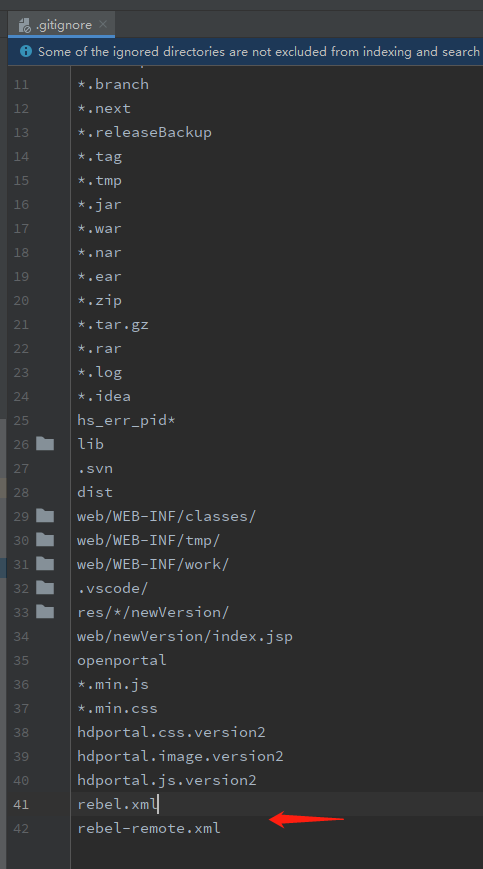 .gitignore
Some of the ignored directories are not excluded from indexing and search
11 *.branch
12 *.next
13 *.releaseBackup
14 *.tag
15 *.tmp
16 *.jar
17 *.war
18 *.nar
19 *.ear
20 *.zip
21 *.tar.gz
22 *.rar
23 *.log
24 *.idea
25 hs_err_pid*
26 lib
27 .svn
28 dist
29 web/WEB-INF/classes/
30 web/WEB-INF/tmp/
31 web/WEB-INF/work/
32 .vscode/
33 res/*/newVersion/
34 web/newVersion/index.jsp
35 openportal
36 *.min.js
37 *.min.css
38 hdportal.css.version2
39 hdportal.image.version2
40 hdportal.js.version2
41 rebel.xml
42 rebel-remote.xml